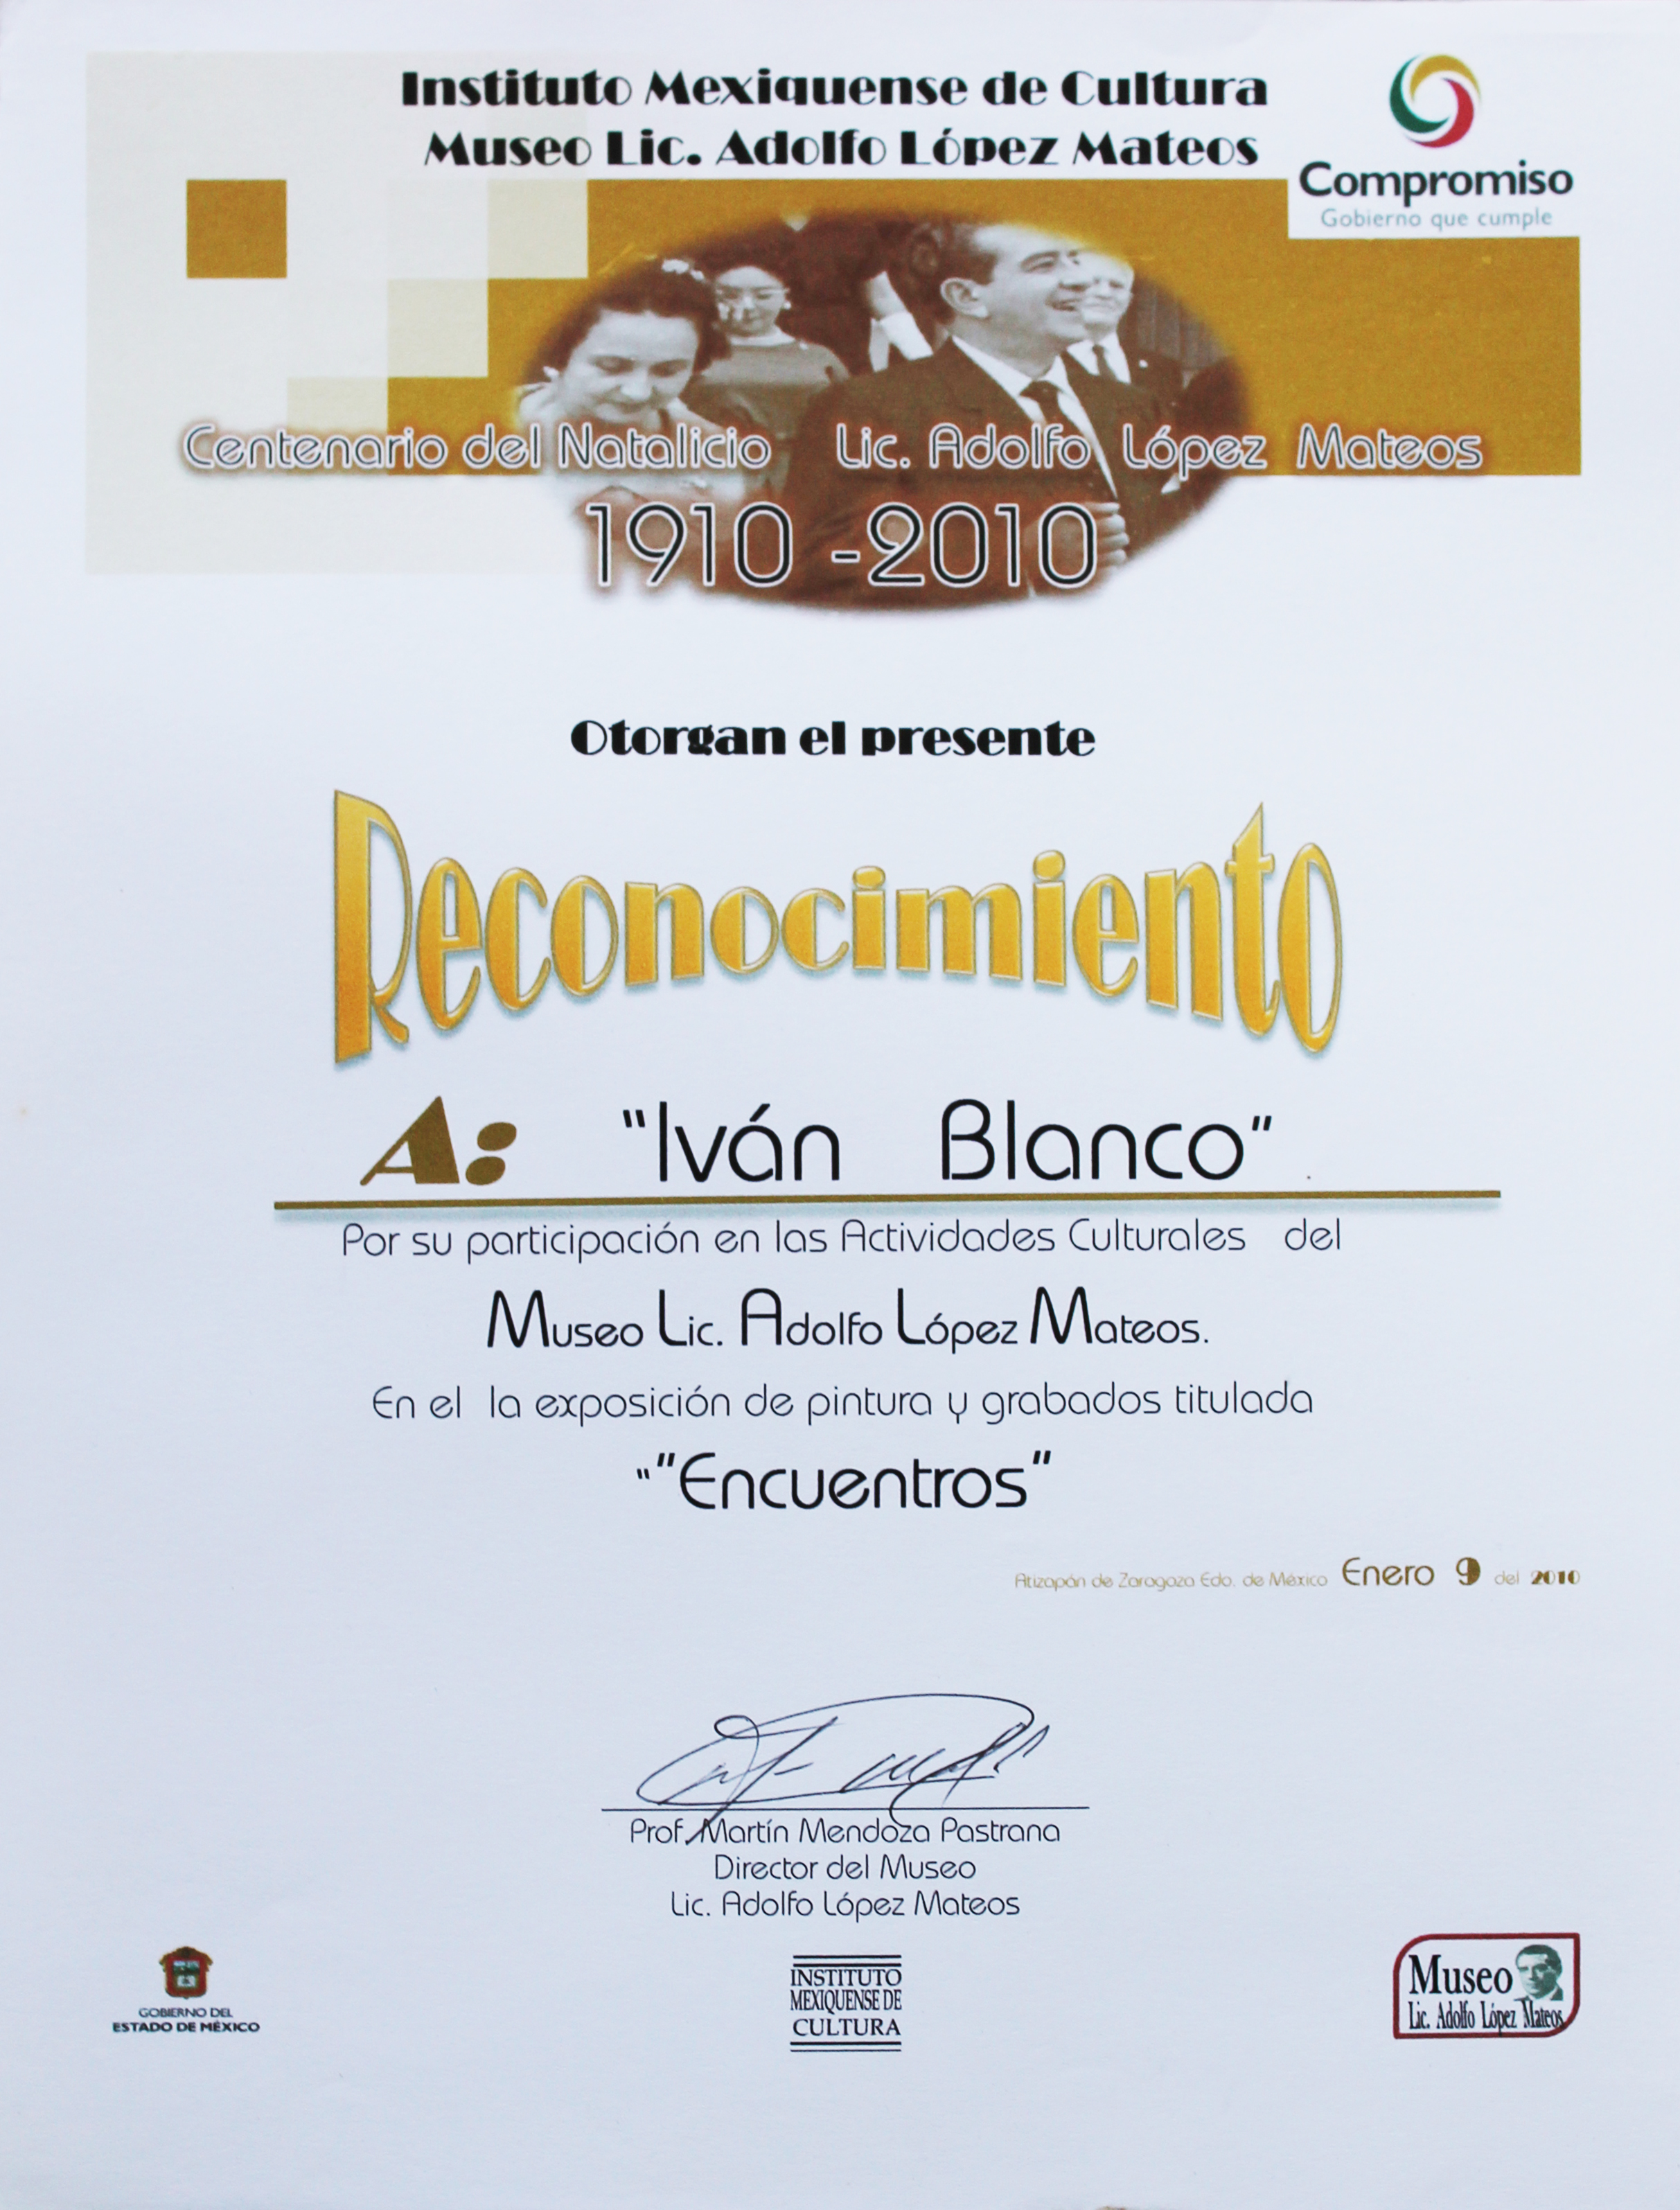 Instituto Mexiquense de Cultura
Museo Lic. Adolfo López Mateos
Compromiso
Gobierno que cumple
Centenario del Natalicio Lic. Adolfo López Mateos
1910 -2010
Otorgan el presente
Reconocimiento
A: "Iván Blanco" .
Por su participación en las Actividades Culturales del
Museo Lic. Adolfo López Mateos.
En el la exposición de pintura y grabados titulada
""Encuentros"
Atizapán de Zaragoza Edo. de México Enero 9 del 2010
Prof. Martín Mendoza Pastrana
Director del Museo
Lic. Adolfo López Mateos
GOBIERNO DEL
ESTADO DE MÉXICO
INSTITUTO
MEXIQUENSE DE
CULTURA
Museo
Lic. Adolfo López Mateos